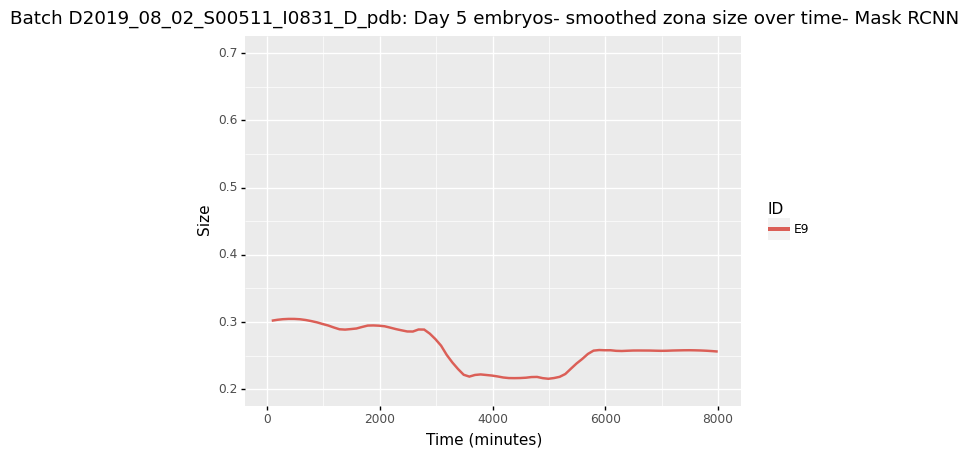 Batch D2019_08_02_S00511_I0831_D_pdb: Day 5 embryos- smoothed zona size over time- Mask RCNN
0.7
0.6
0.5
0.4
0.3
0.2
Size
0
2000
4000
6000
8000
Time (minutes)
ID
E9